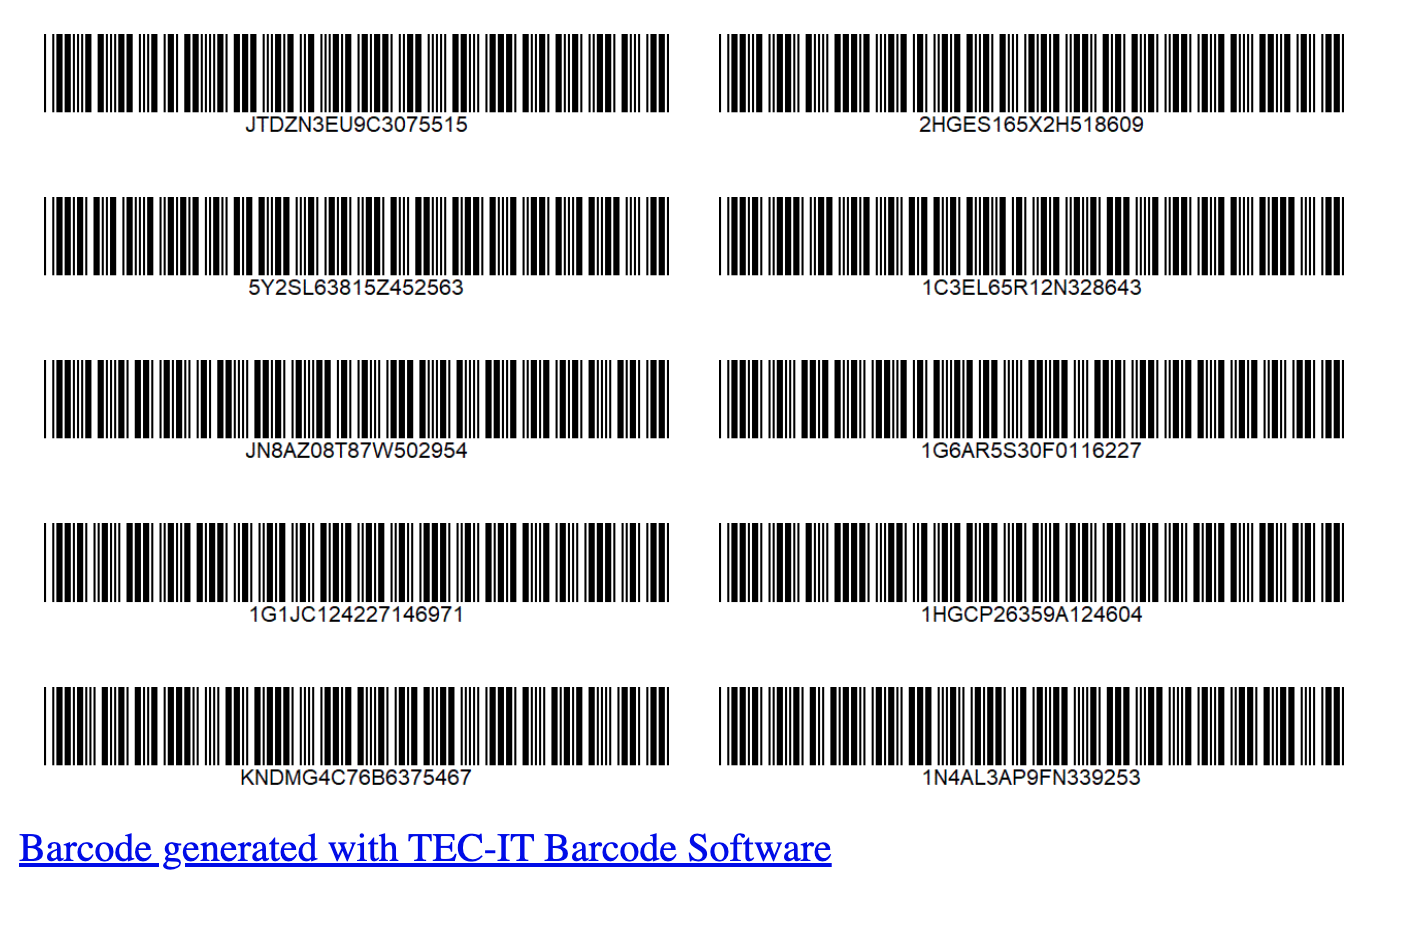 JTDZN3EU9C3075515
2HGES165X2H518609
5Y2SL63815Z452563
1C3EL65R12N328643
JN8AZ08T87W502954
1G6AR5S30F0116227
1G1JC124227146971
1HGCP26359A124604
KNDMG4C76B6375467
1N4AL3AP9FN339253
Barcode generated with TEC-IT Barcode Software